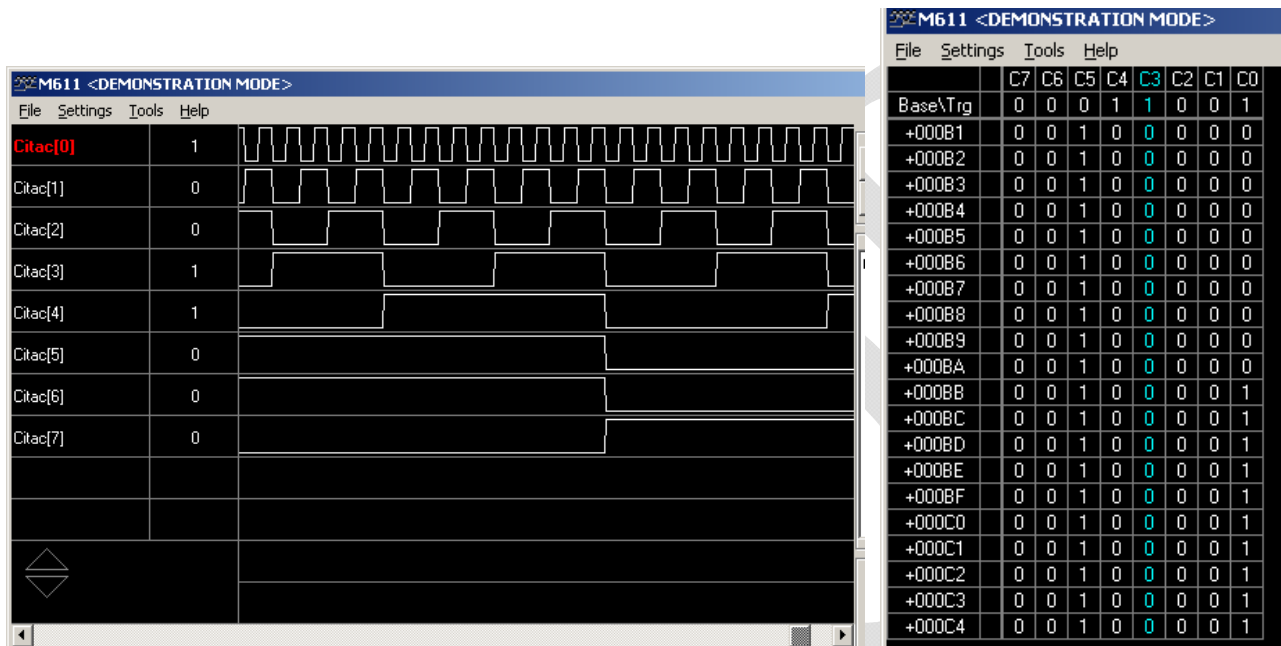 M611 <DEMONSTRATION MODE>
File Settings Tools Help
Citac[0] 1
Citac[1] 0
Citac[2] 0
Citac[3] 1
Citac[4] 1
Citac[5] 0
Citac[6] 0
Citac[7] 0
M611 <DEMONSTRATION MODE>
File Settings Tools Help
C7 C6 C5 C4 C3 C2 C1 C0
Base\Trg 0 0 0 1 1 0 0 1
+000B1 0 0 1 0 0 0 0 0
+000B2 0 0 1 0 0 0 0 0
+000B3 0 0 1 0 0 0 0 0
+000B4 0 0 1 0 0 0 0 0
+000B5 0 0 1 0 0 0 0 0
+000B6 0 0 1 0 0 0 0 0
+000B7 0 0 1 0 0 0 0 0
+000B8 0 0 1 0 0 0 0 0
+000B9 0 0 1 0 0 0 0 0
+000BA 0 0 1 0 0 0 0 0
+000BB 0 0 1 0 0 0 0 1
+000BC 0 0 1 0 0 0 0 1
+000BD 0 0 1 0 0 0 0 1
+000BE 0 0 1 0 0 0 0 1
+000BF 0 0 1 0 0 0 0 1
+000C0 0 0 1 0 0 0 0 1
+000C1 0 0 1 0 0 0 0 1
+000C2 0 0 1 0 0 0 0 1
+000C3 0 0 1 0 0 0 0 1
+000C4 0 0 1 0 0 0 0 1